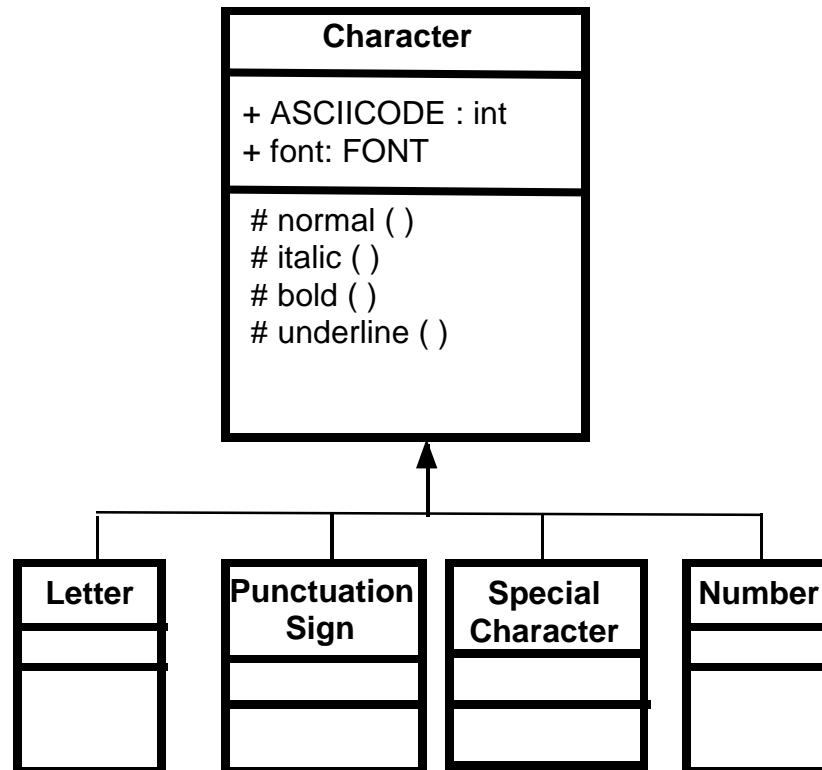 Character
+ ASCIICODE : int
+ font: FONT
# normal ( )
# italic ( )
# bold ( )
# underline ( )
Letter
Punctuation
Sign
Special
Character
Number